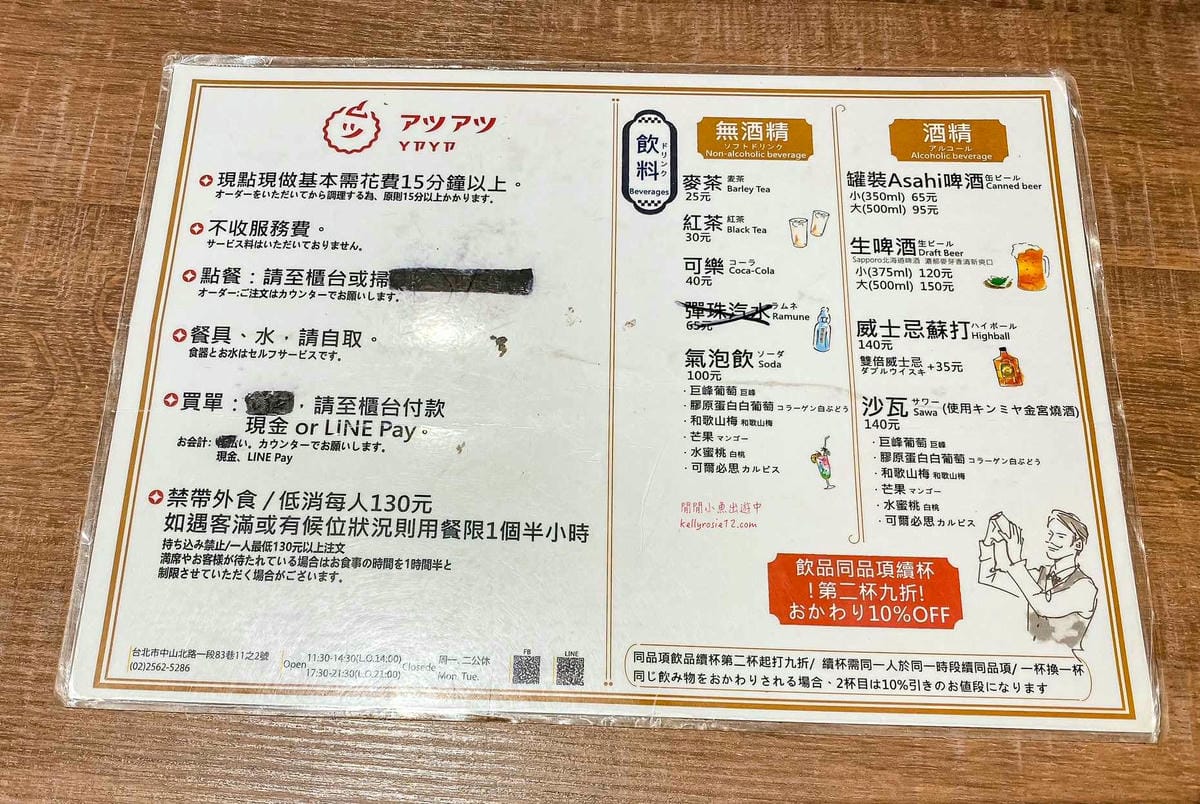 アツアツ
YAYA
現點現做基本需花費15分鐘以上。
オーダーをいただいてから調理する為、原則15分以上かかります。
不收服務費。
サービス料はいただいておりません。
點餐：請至櫃台或掃
オーダー:ご注文はカウンターでお願いします。
餐具、水，請自取。
食器とお水はセルフサービスです。
買單：，請至櫃台付款
現金 or LiNE Pay。
お会計：い。カウンターでお願いします。
現金、LINE Pay
禁帶外食/低消每人130元
如遇客滿或有候位狀況則用餐限1個半小時
持ち込み禁止/一人最低130元以上注文
満席やお客様が待たれている場合はお食事の時間を1時間半と
制限させていただく場合がございます。
台北市中山北路一段83巷11之2號
(02)2562-5286
Open 11:30-14:30(L.O.14:00)
17:30-21:30(L.O.21:00)
Closede 周一, 二公休
Mon. Tue.
FB
LINE
飲料
ドリンク
Beverages
無酒精
ソフトドリンク
Non-alcoholic beverage
麥茶 麦茶 Barley Tea
25元
紅茶 紅茶 Black Tea
30元
可樂 コーラ Coca-Cola
40元
彈珠汽水 ラムネ Ramune
65元
氣泡飲 ソーダ Soda
100元
·巨峰葡萄 巨峰
·膠原蛋白白葡萄 コラーゲン白ぶどう
·和歌山梅 和歌山梅
·芒果 マンゴー
·水蜜桃 白桃
·可爾必思 カルピス
閒閒小魚出遊中
kellyrosie12.com
酒精
アルコール
Alcoholic beverage
罐裝Asahi啤酒 缶ビール Canned beer
小(350ml) 65元
大(500ml) 95元
生啤酒 生ビール Draft Beer
Sapporo北海道啤酒 濃郁麥芽香清新爽口
小(375ml) 120元
大(500ml) 150元
威士忌蘇打 ハイボール Highball
140元
雙倍威士忌 +35元
ダブルウイスキ
沙瓦 サワー Sawa (使用キンミヤ金宮燒酒)
140元
·巨峰葡萄 巨峰
·膠原蛋白白葡萄 コラーゲン白ぶどう
·和歌山梅 和歌山梅
·芒果 マンゴー
·水蜜桃 白桃
·可爾必思 カルピス
飲品同品項續杯
!第二杯九折!
おかわり10%OFF
同品項飲品續杯第二杯起打九折/ 續杯需同一人於同一時段續同品項/ 一杯換一杯
同じ飲み物をおかわりされる場合、2杯目は10%引きのお値段になります